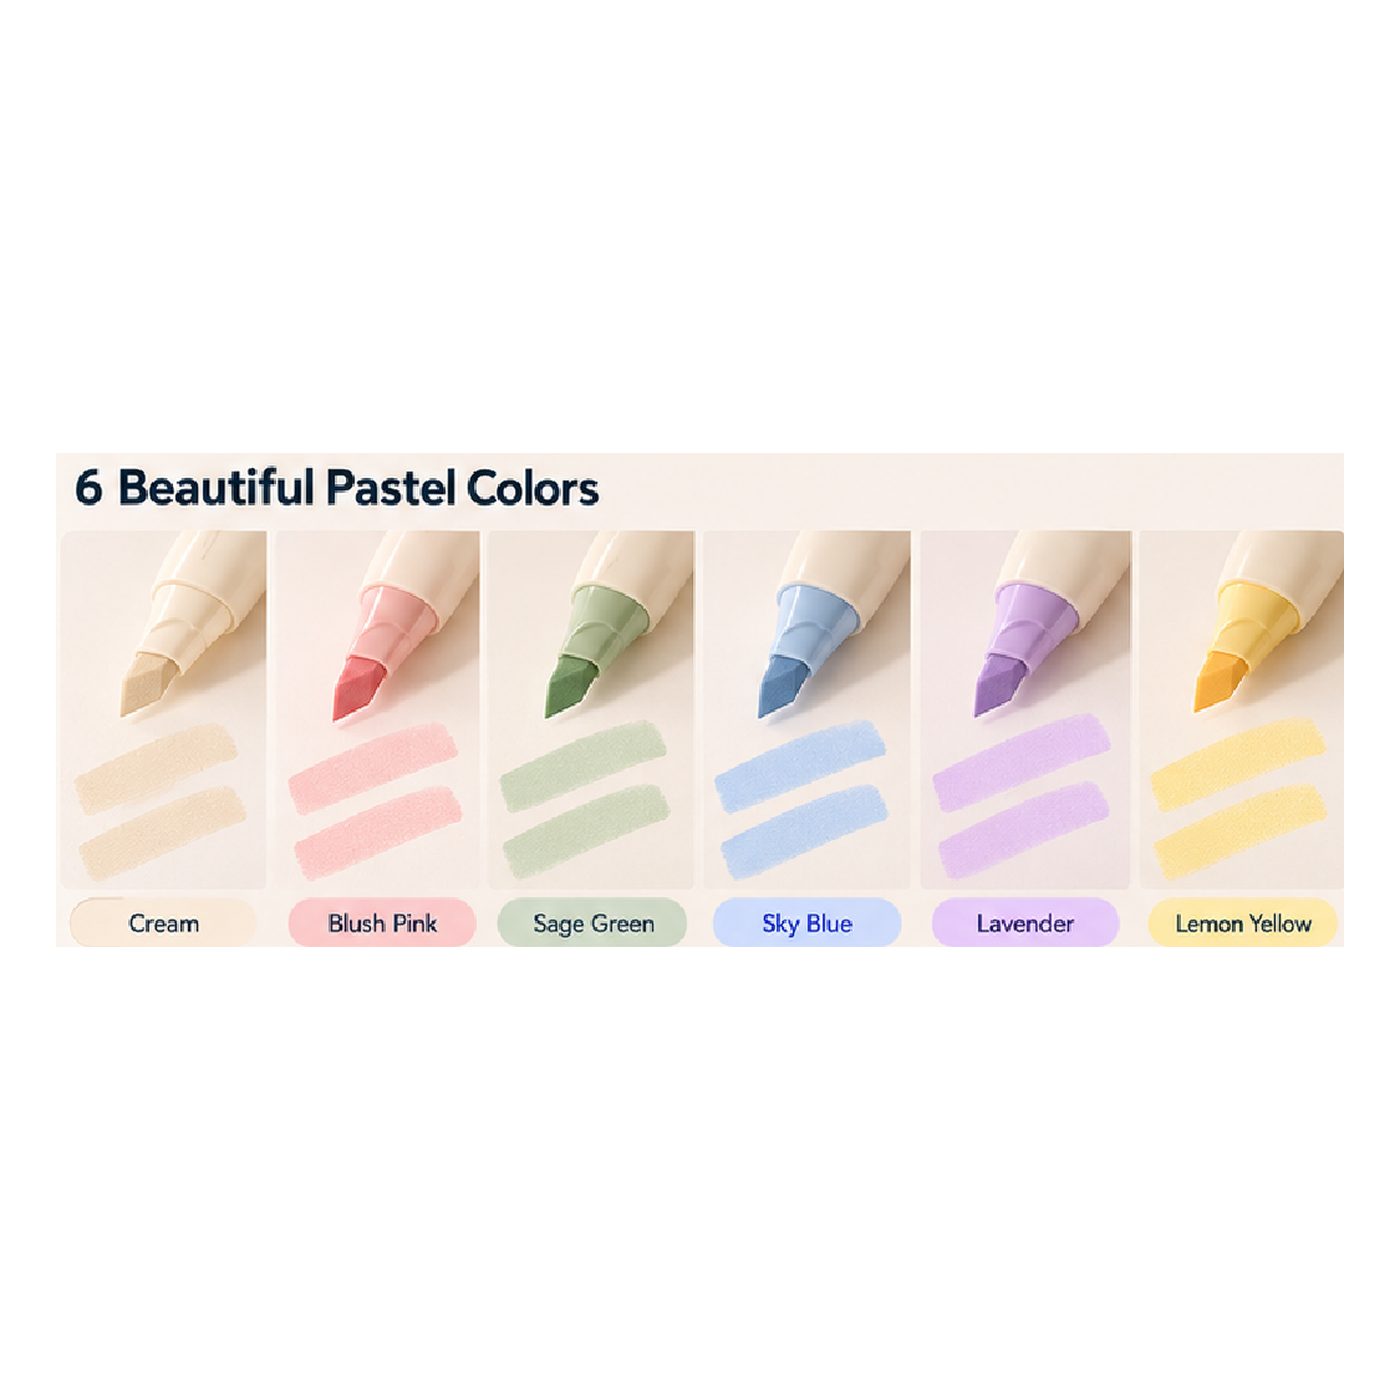 6 Beautiful Pastel Colors
Cream
Blush Pink
Sage Green
Sky Blue
Lavender
Lemon Yellow